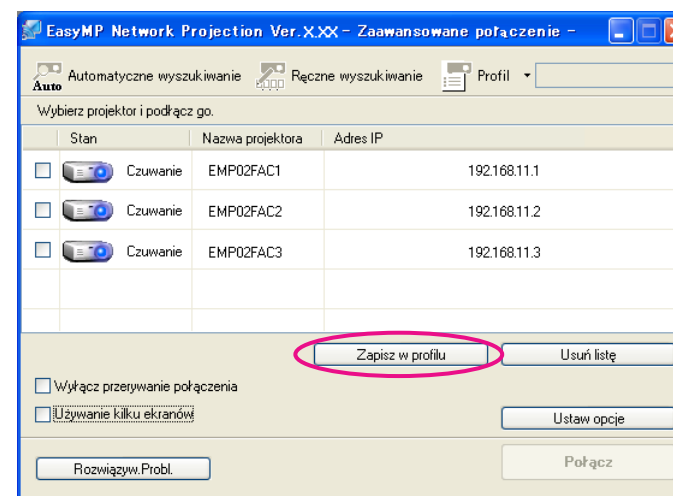 EasyMP Network Projection Ver.X.XX - Zaawansowane połączenie -
Auto Automatyczne wyszukiwanie Ręczne wyszukiwanie Profil
Wybierz projektor i podłącz go.
Stan Nazwa projektora Adres IP
Czuwanie EMP02FAC1 192.168.11.1
Czuwanie EMP02FAC2 192.168.11.2
Czuwanie EMP02FAC3 192.168.11.3
Zapisz w profilu Usuń listę
Wyłącz przerywanie połączenia
Używanie kilku ekranów
Ustaw opcje
Rozwiązyw.Probl. Połącz